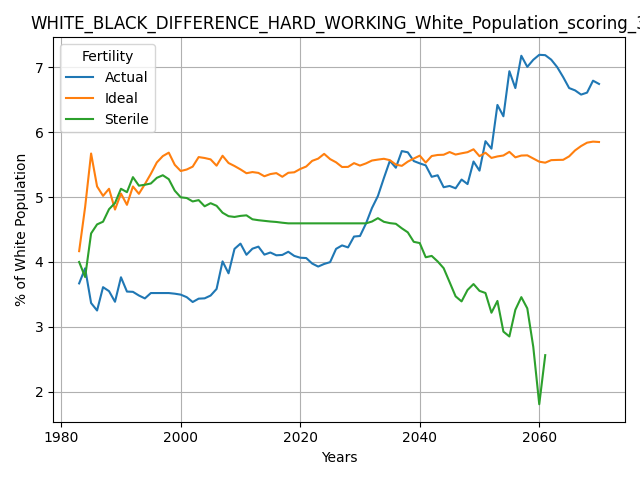 WHITE_BLACK_DIFFERENCE_HARD_WORKING_White_Population_scoring_3
Fertility
Actual
Ideal
Sterile
% of White Population
7
6
5
4
3
2
1980
2000
2020
2040
2060
Years